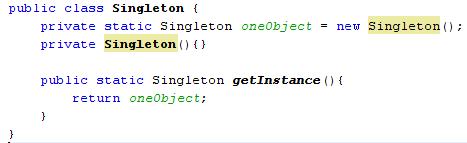 public class Singleton {
    private static Singleton oneObject = new Singleton();
    private Singleton(){}

    public static Singleton getInstance(){
        return oneObject;
    }
}